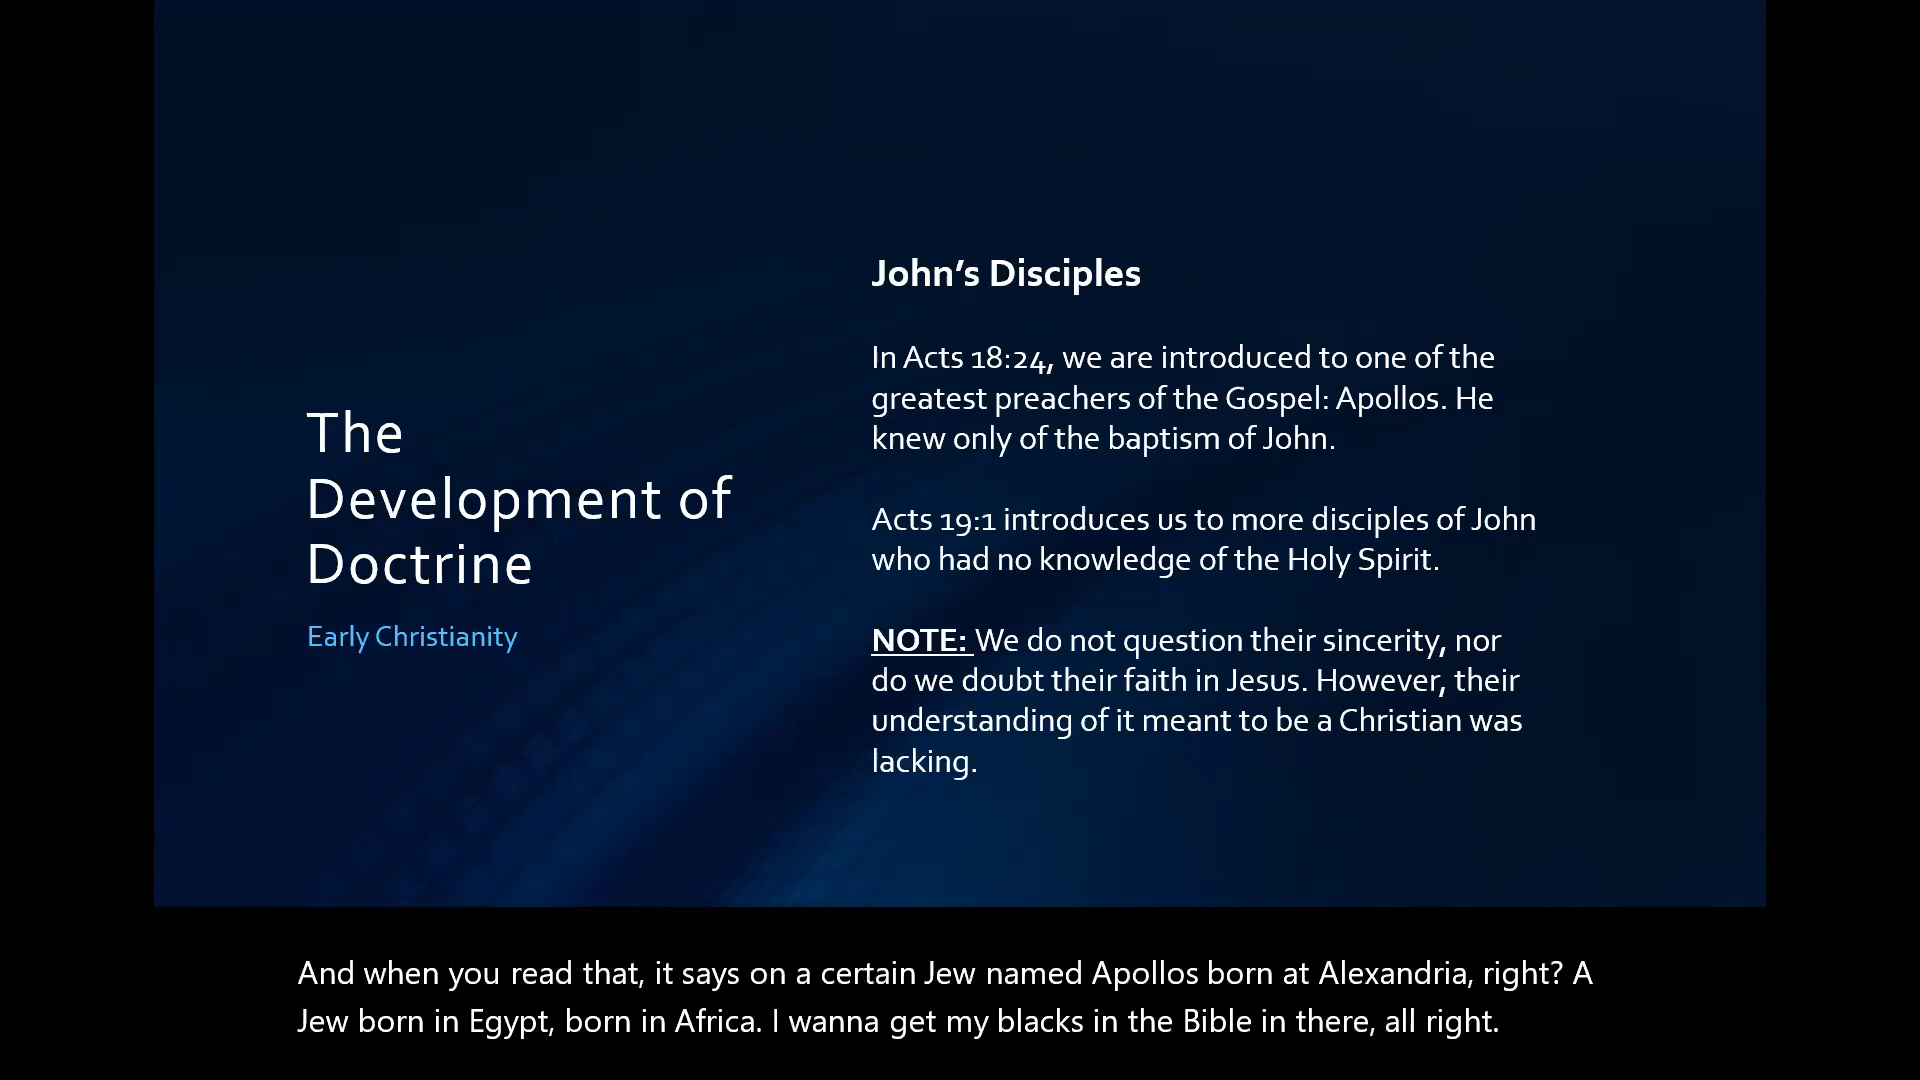 The
Development of
Doctrine
Early Christianity
John’s Disciples
In Acts 18:24, we are introduced to one of the
greatest preachers of the Gospel: Apollos. He
knew only of the baptism of John.
Acts 19:1 introduces us to more disciples of John
who had no knowledge of the Holy Spirit.
NOTE: We do not question their sincerity, nor
do we doubt their faith in Jesus. However, their
understanding of it meant to be a Christian was
lacking.
And when you read that, it says on a certain Jew named Apollos born at Alexandria, right? A
Jew born in Egypt, born in Africa. I wanna get my blacks in the Bible in there, all right.